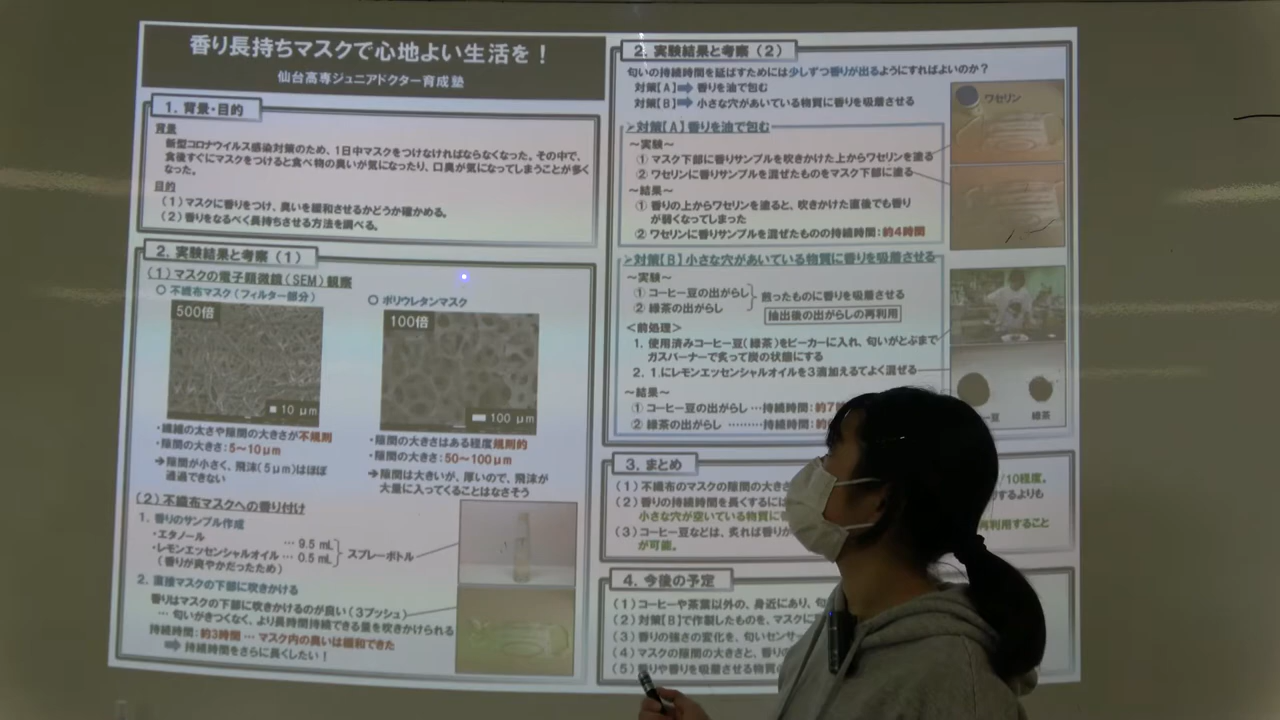 香り長持ちマスクで心地よい生活を!
仙台高専ジュニアドクター育成塾
1. 背景・目的
背景
新型コロナウイルス感染対策のため、1日中マスクをつけなければならなくなった。その中で、
食後すぐにマスクをつけると食べ物の臭いが気になったり、口臭が気になってしまうことが多く
なった。
目的
(1)マスクに香りをつけ、臭いを緩和させるかどうか確かめる。
(2)香りをなるべく長持ちさせる方法を調べる。
2. 実験結果と考察(1)
(1)マスクの電子顕微鏡(SEM)観察
○ 不織布マスク(フィルター部分)
500倍
10 μm
・繊維の太さや隙間の大きさが不規則
・隙間の大きさ:5~10μm
➔隙間が小さく、飛沫(5μm)はほぼ
通過できない
○ ポリウレタンマスク
100倍
100 μm
・隙間の大きさはある程度規則的
・隙間の大きさ:50~100μm
➔隙間は大きいが、厚いので、飛沫が
大量に入ってくることはなさそう
(2)不織布マスクへの香り付け
1. 香りのサンプル作成
・エタノール … 9.5 mL
・レモンエッセンシャルオイル … 0.5 mL
(香りが爽やかだったため)
スプレーボトル
2. 直接マスクの下部に吹きかける
香りはマスクの下部に吹きかけるのが良い(3プッシュ)
… 匂いがきつくなく、より長時間持続できる量を吹きかけられる
持続時間:約3時間 … マスク内の臭いは緩和できた
➡ 持続時間をさらに長くしたい!
2. 実験結果と考察(2)
匂いの持続時間を延ばすためには少しずつ香りが出るようにすればよいのか?
対策[A]➡ 香りを油で包む
対策[B]➡ 小さな穴があいている物質に香りを吸着させる
ワセリン
➢対策[A]香りを油で包む
~実験~
① マスク下部に香りサンプルを吹きかけた上からワセリンを塗る
② ワセリンに香りサンプルを混ぜたものをマスク下部に塗る
~結果~
① 香りの上からワセリンを塗ると、吹きかけた直後でも香り
が弱くなってしまった
② ワセリンに香りサンプルを混ぜたものの持続時間:約4時間
➢対策[B]小さな穴があいている物質に香りを吸着させる
~実験~
① コーヒー豆の出がらし
② 緑茶の出がらし
煎ったものに香りを吸着させる
抽出後の出がらしの再利用
<前処理>
1. 使用済みコーヒー豆(緑茶)をビーカーに入れ、匂いがとぶまで
ガスバーナーで炙って炭の状態にする
2. 1.にレモンエッセンシャルオイルを3滴加えてよく混ぜる
~結果~
① コーヒー豆の出がらし …持続時間:約7
② 緑茶の出がらし ………持続時間:約
ー豆
緑茶
3. まとめ
(1)不織布のマスクの隙間の大きさ
/10程度。
(2)香りの持続時間を長くするには
するよりも
小さな穴が空いている物質に
(3)コーヒー豆などは、炙れば香りが
再利用すること
が可能。
4. 今後の予定
(1)コーヒーや茶葉以外の、身近にあり、
(2)対策[B]で作製したものを、マスクに
(3)香りの強さの変化を、匂いセンサ
(4)マスクの隙間の大きさと、香り
(5)香りや香りを吸着させる物質